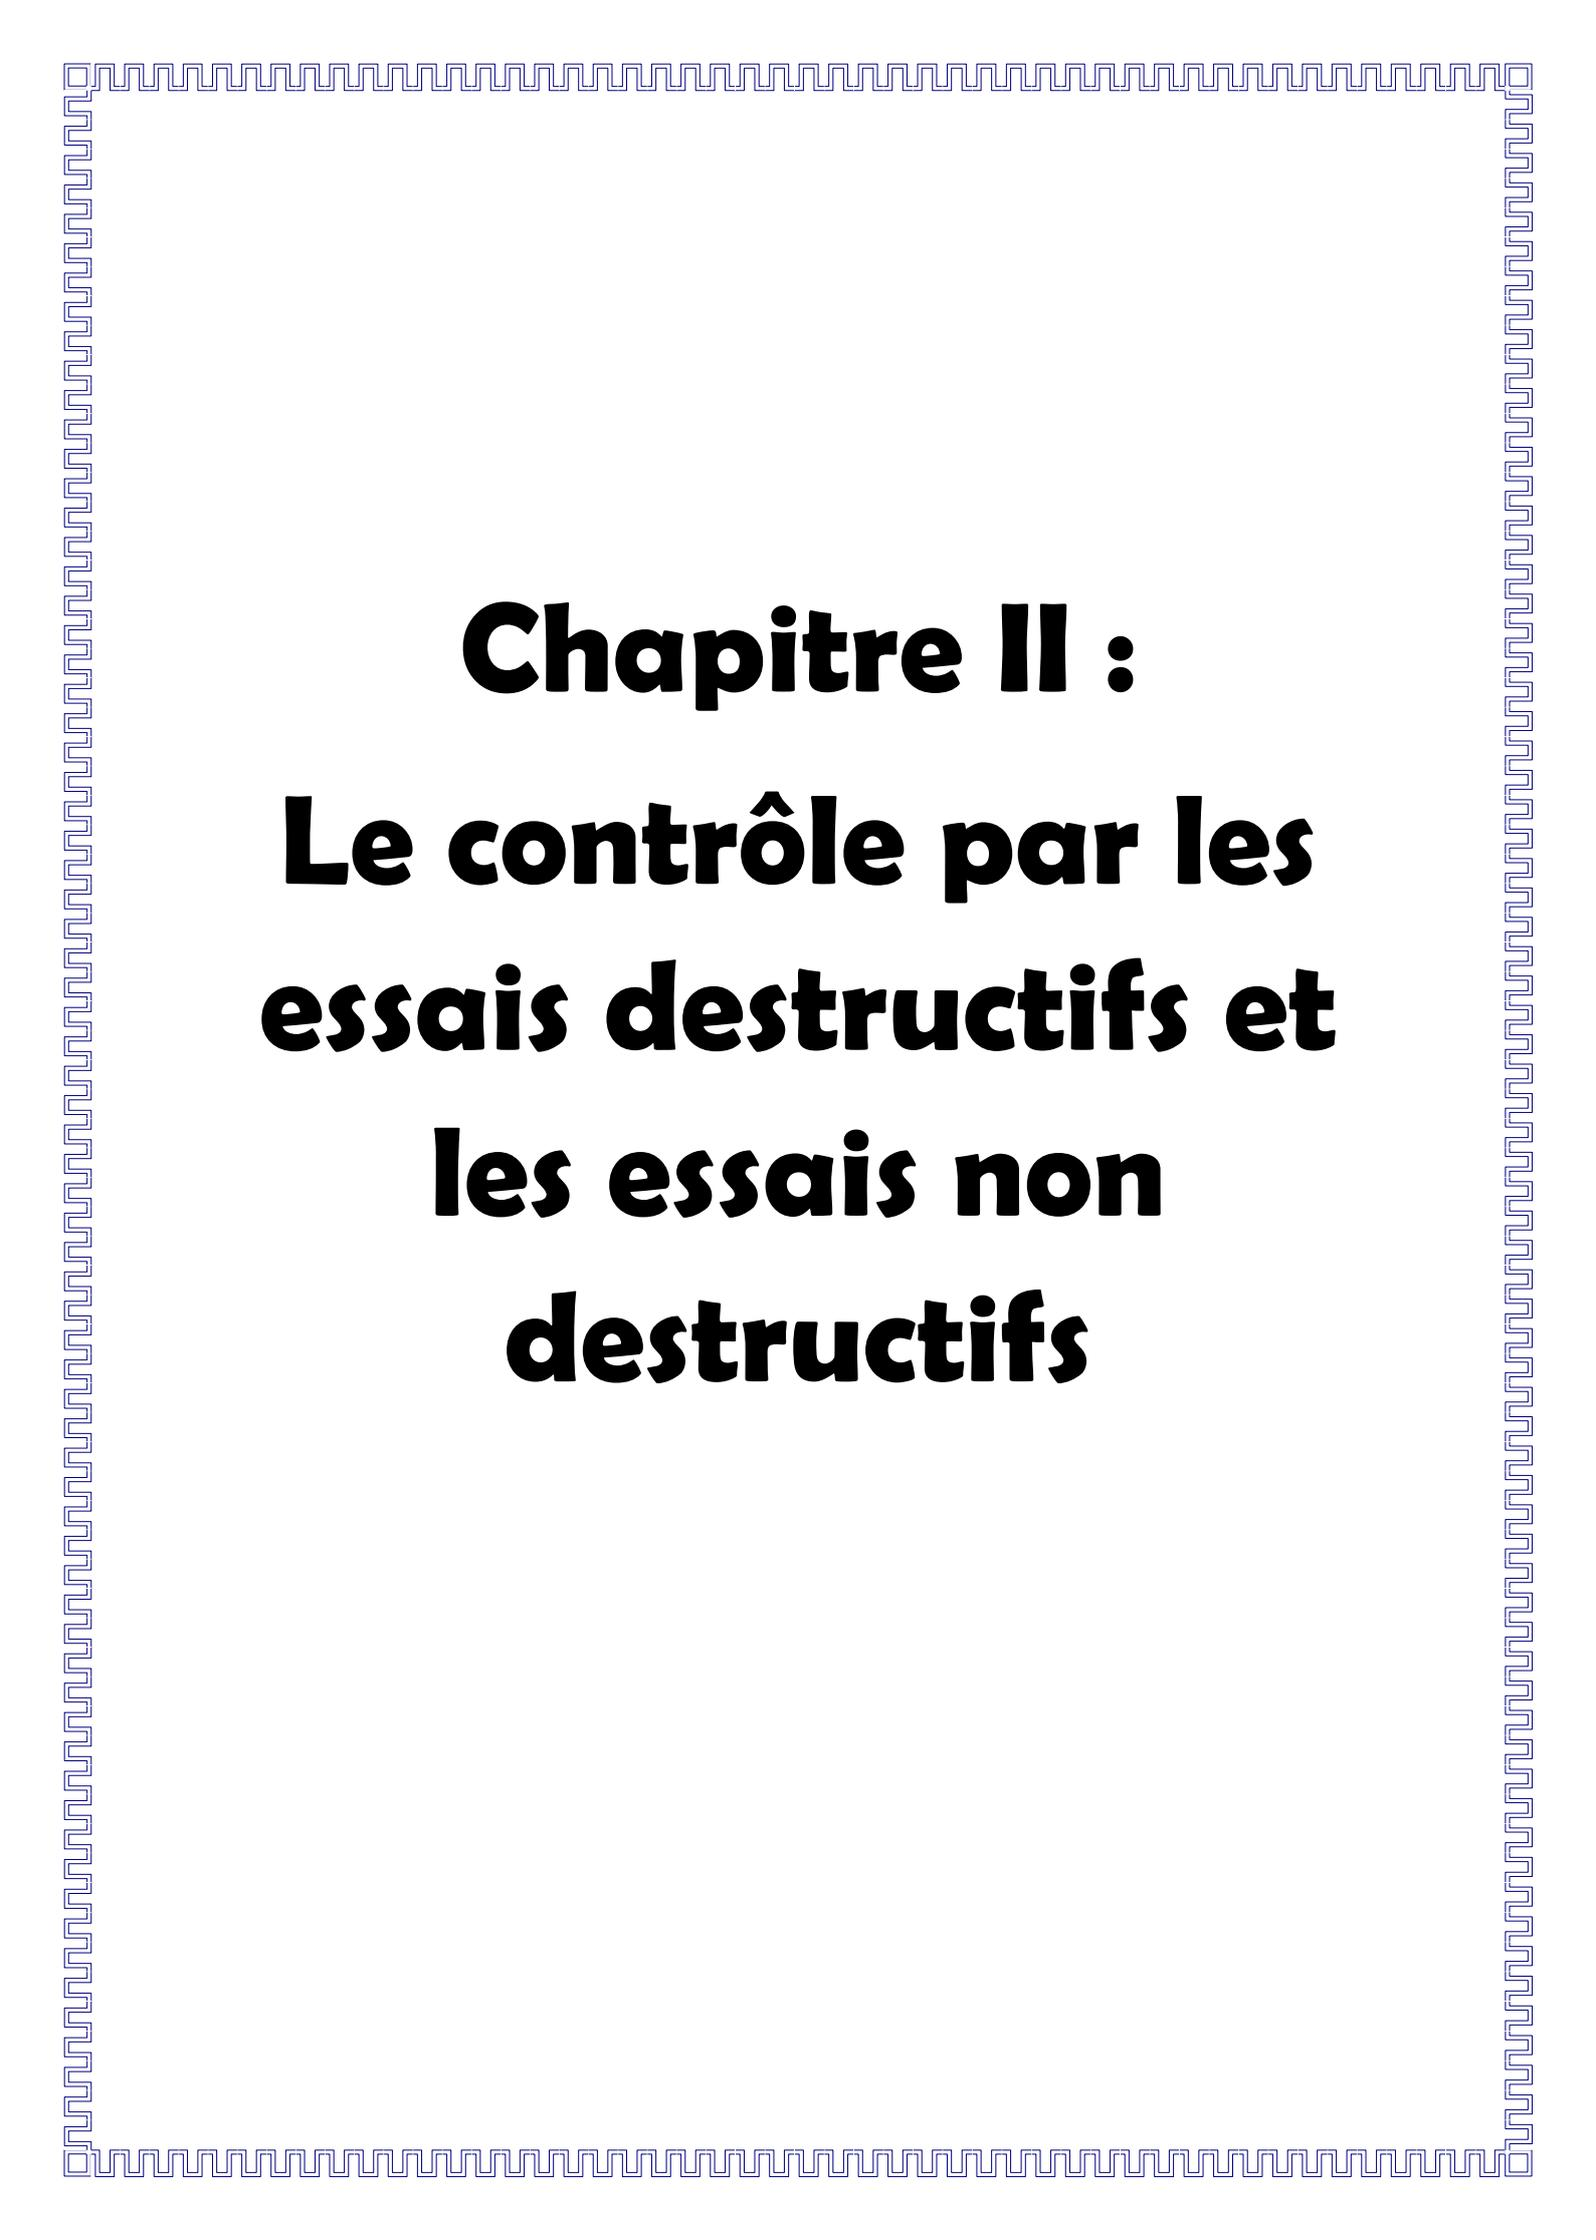 Chapitre II :
Le contrôle par les
essais destructifs et
les essais non
destructifs